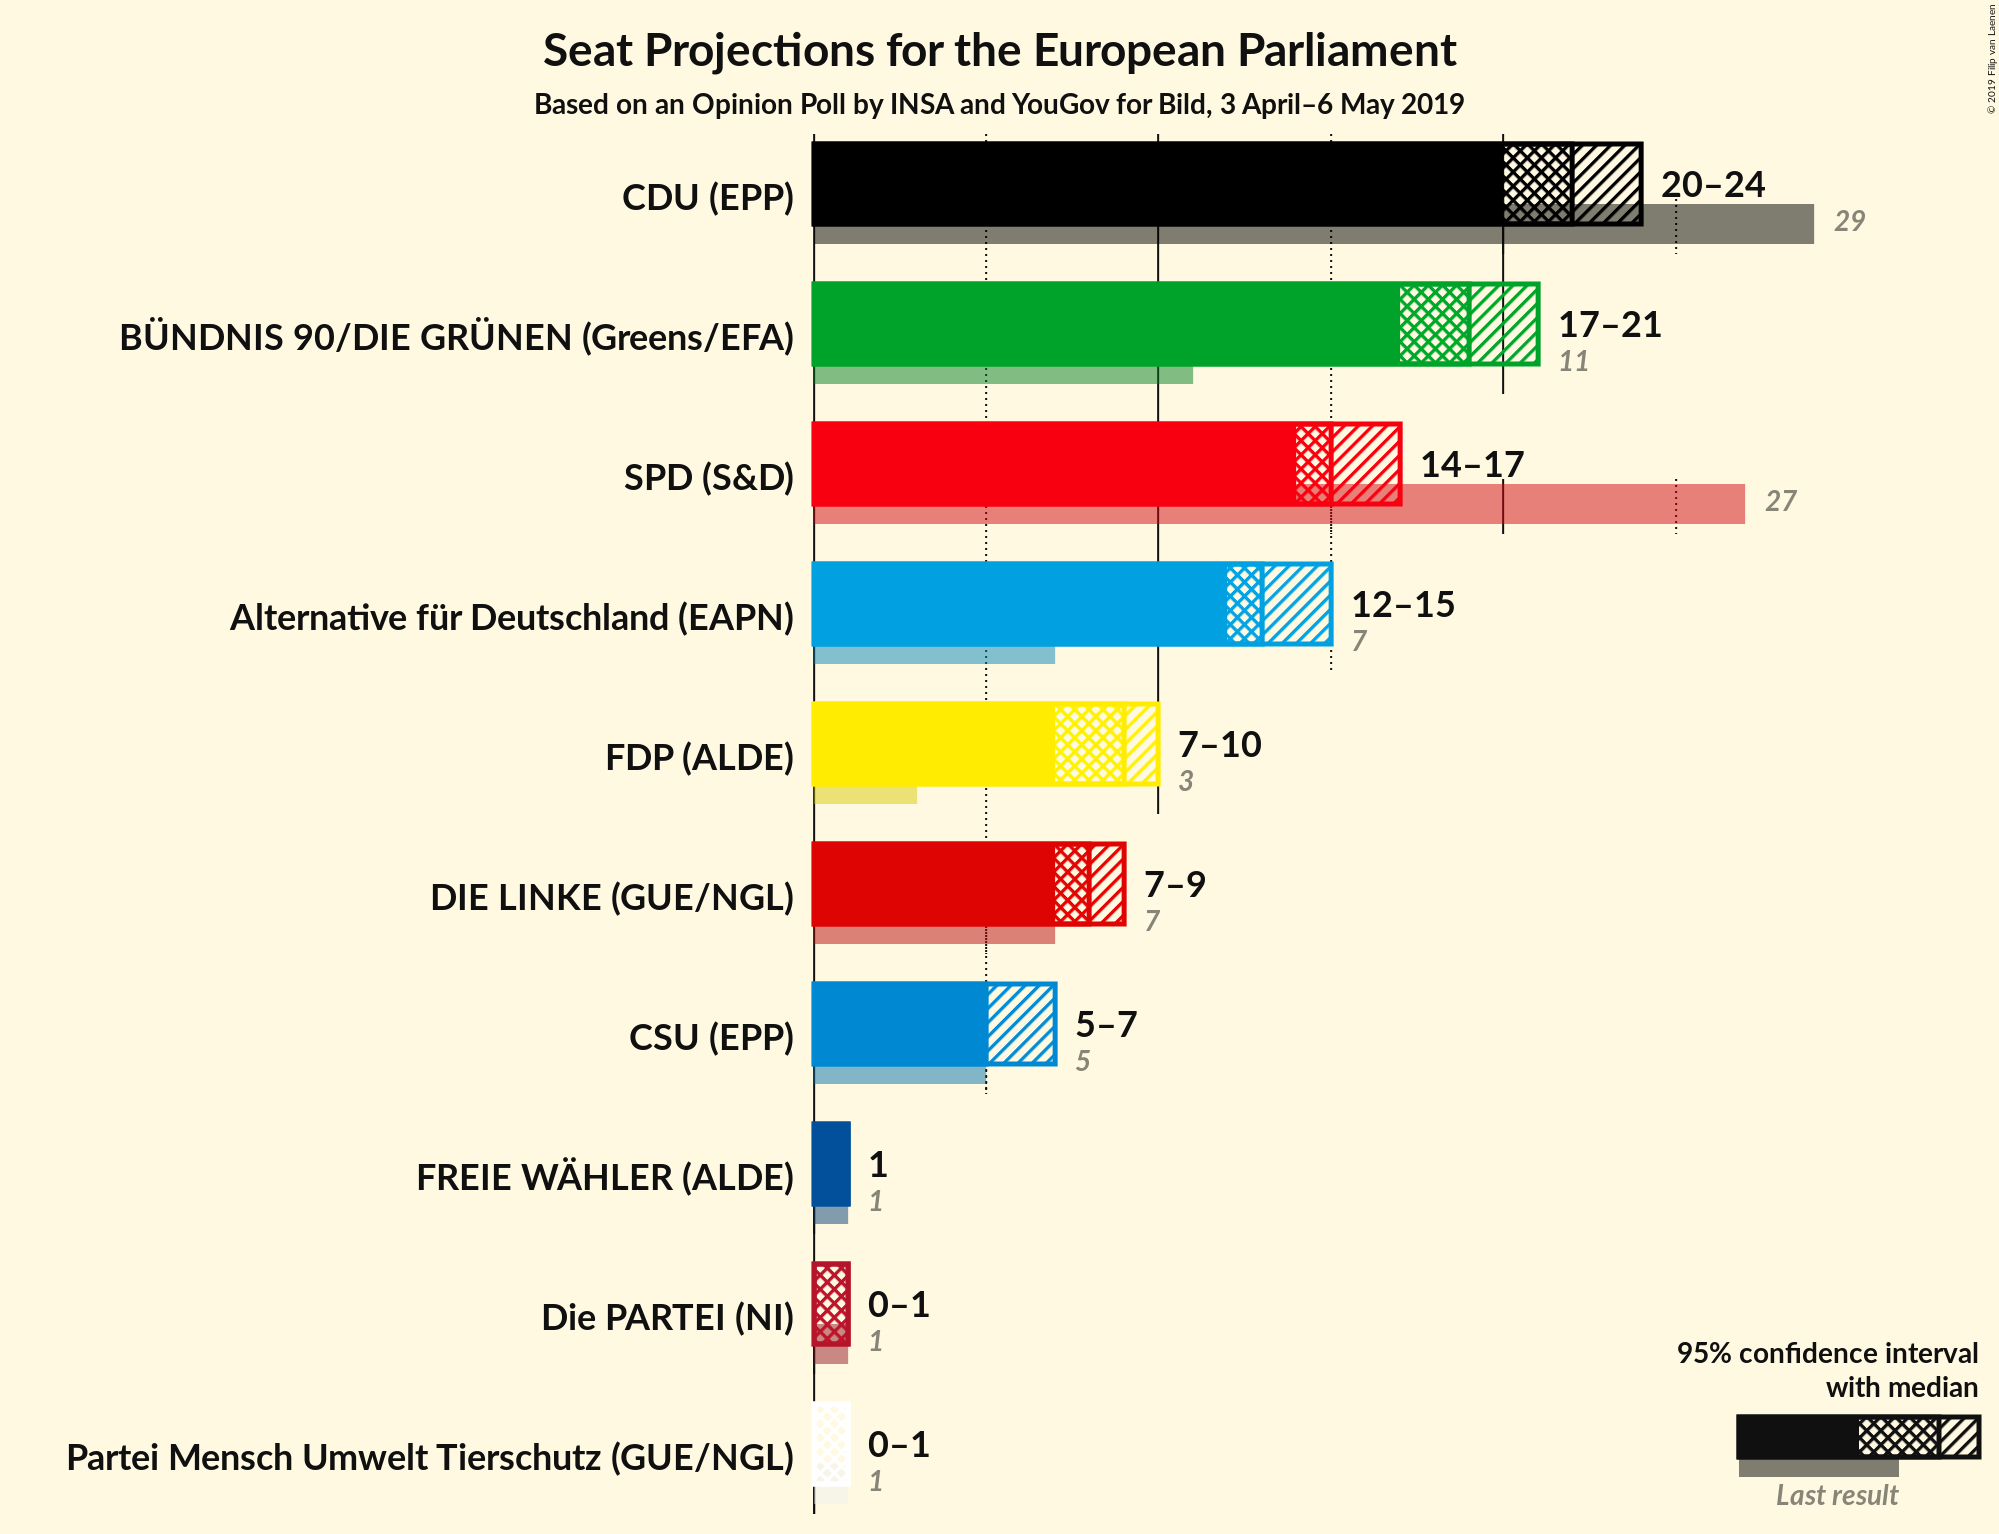 Seat Projections for the European Parliament
Based on an Opinion Poll by INSA and YouGov for Bild, 3 April–6 May 2019
© 2019 Filip van Laenen
CDU (EPP)
20–24
29
BÜNDNIS 90/DIE GRÜNEN (Greens/EFA)
17–21
11
SPD (S&D)
14–17
27
Alternative für Deutschland (EAPN)
12–15
7
FDP (ALDE)
7–10
3
DIE LINKE (GUE/NGL)
7–9
7
CSU (EPP)
5–7
5
FREIE WÄHLER (ALDE)
1
1
Die PARTEI (NI)
0–1
1
Partei Mensch Umwelt Tierschutz (GUE/NGL)
0–1
1
95% confidence interval
with median
Last result